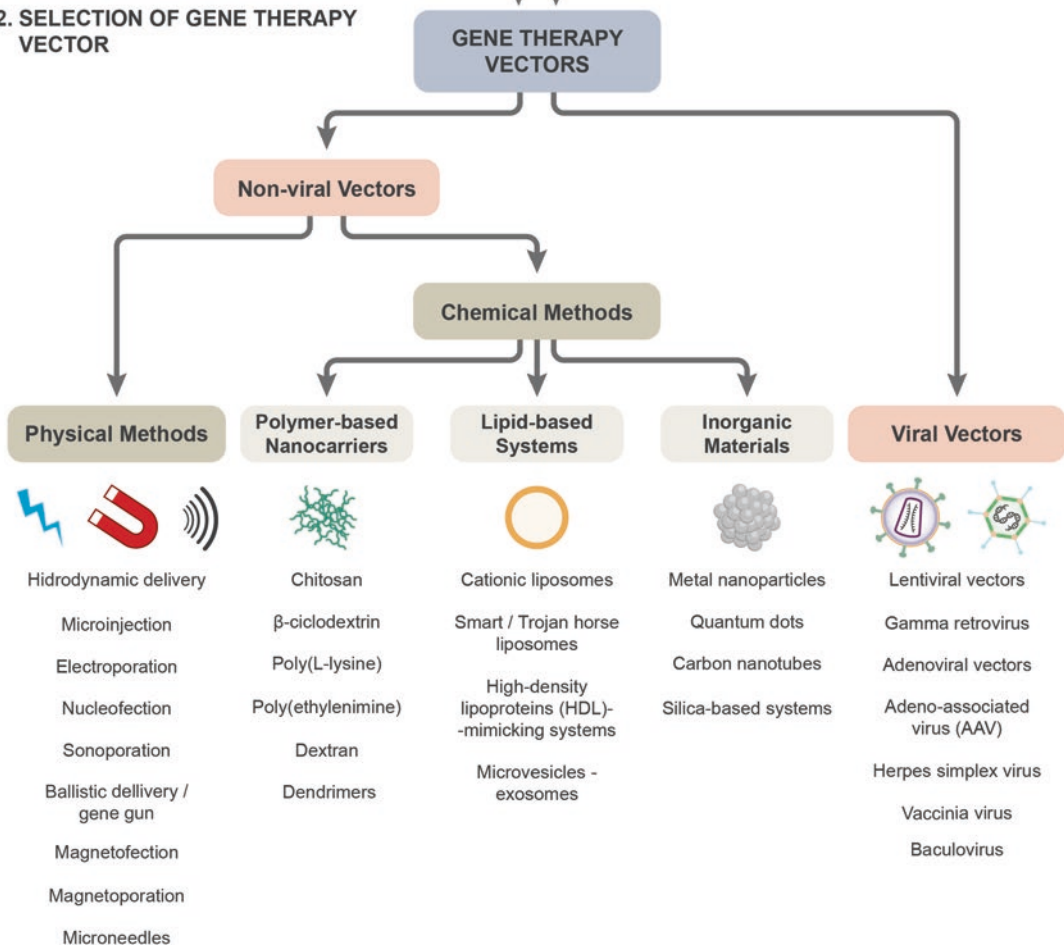 2. SELECTION OF GENE THERAPY
VECTOR
GENE THERAPY
VECTORS
Non-viral Vectors
Chemical Methods
Physical Methods
Hidrodynamic delivery
Microinjection
Electroporation
Nucleofection
Sonoporation
Ballistic dellivery /
gene gun
Magnetofection
Magnetoporation
Microneedles
Polymer-based
Nanocarriers
Chitosan
β-ciclodextrin
Poly(L-lysine)
Poly(ethylenimine)
Dextran
Dendrimers
Lipid-based
Systems
Cationic liposomes
Smart / Trojan horse
liposomes
High-density
lipoproteins (HDL)-
-mimicking systems
Microvesicles -
exosomes
Inorganic
Materials
Metal nanoparticles
Quantum dots
Carbon nanotubes
Silica-based systems
Viral Vectors
Lentiviral vectors
Gamma retrovirus
Adenoviral vectors
Adeno-associated
virus (AAV)
Herpes simplex virus
Vaccinia virus
Baculovirus